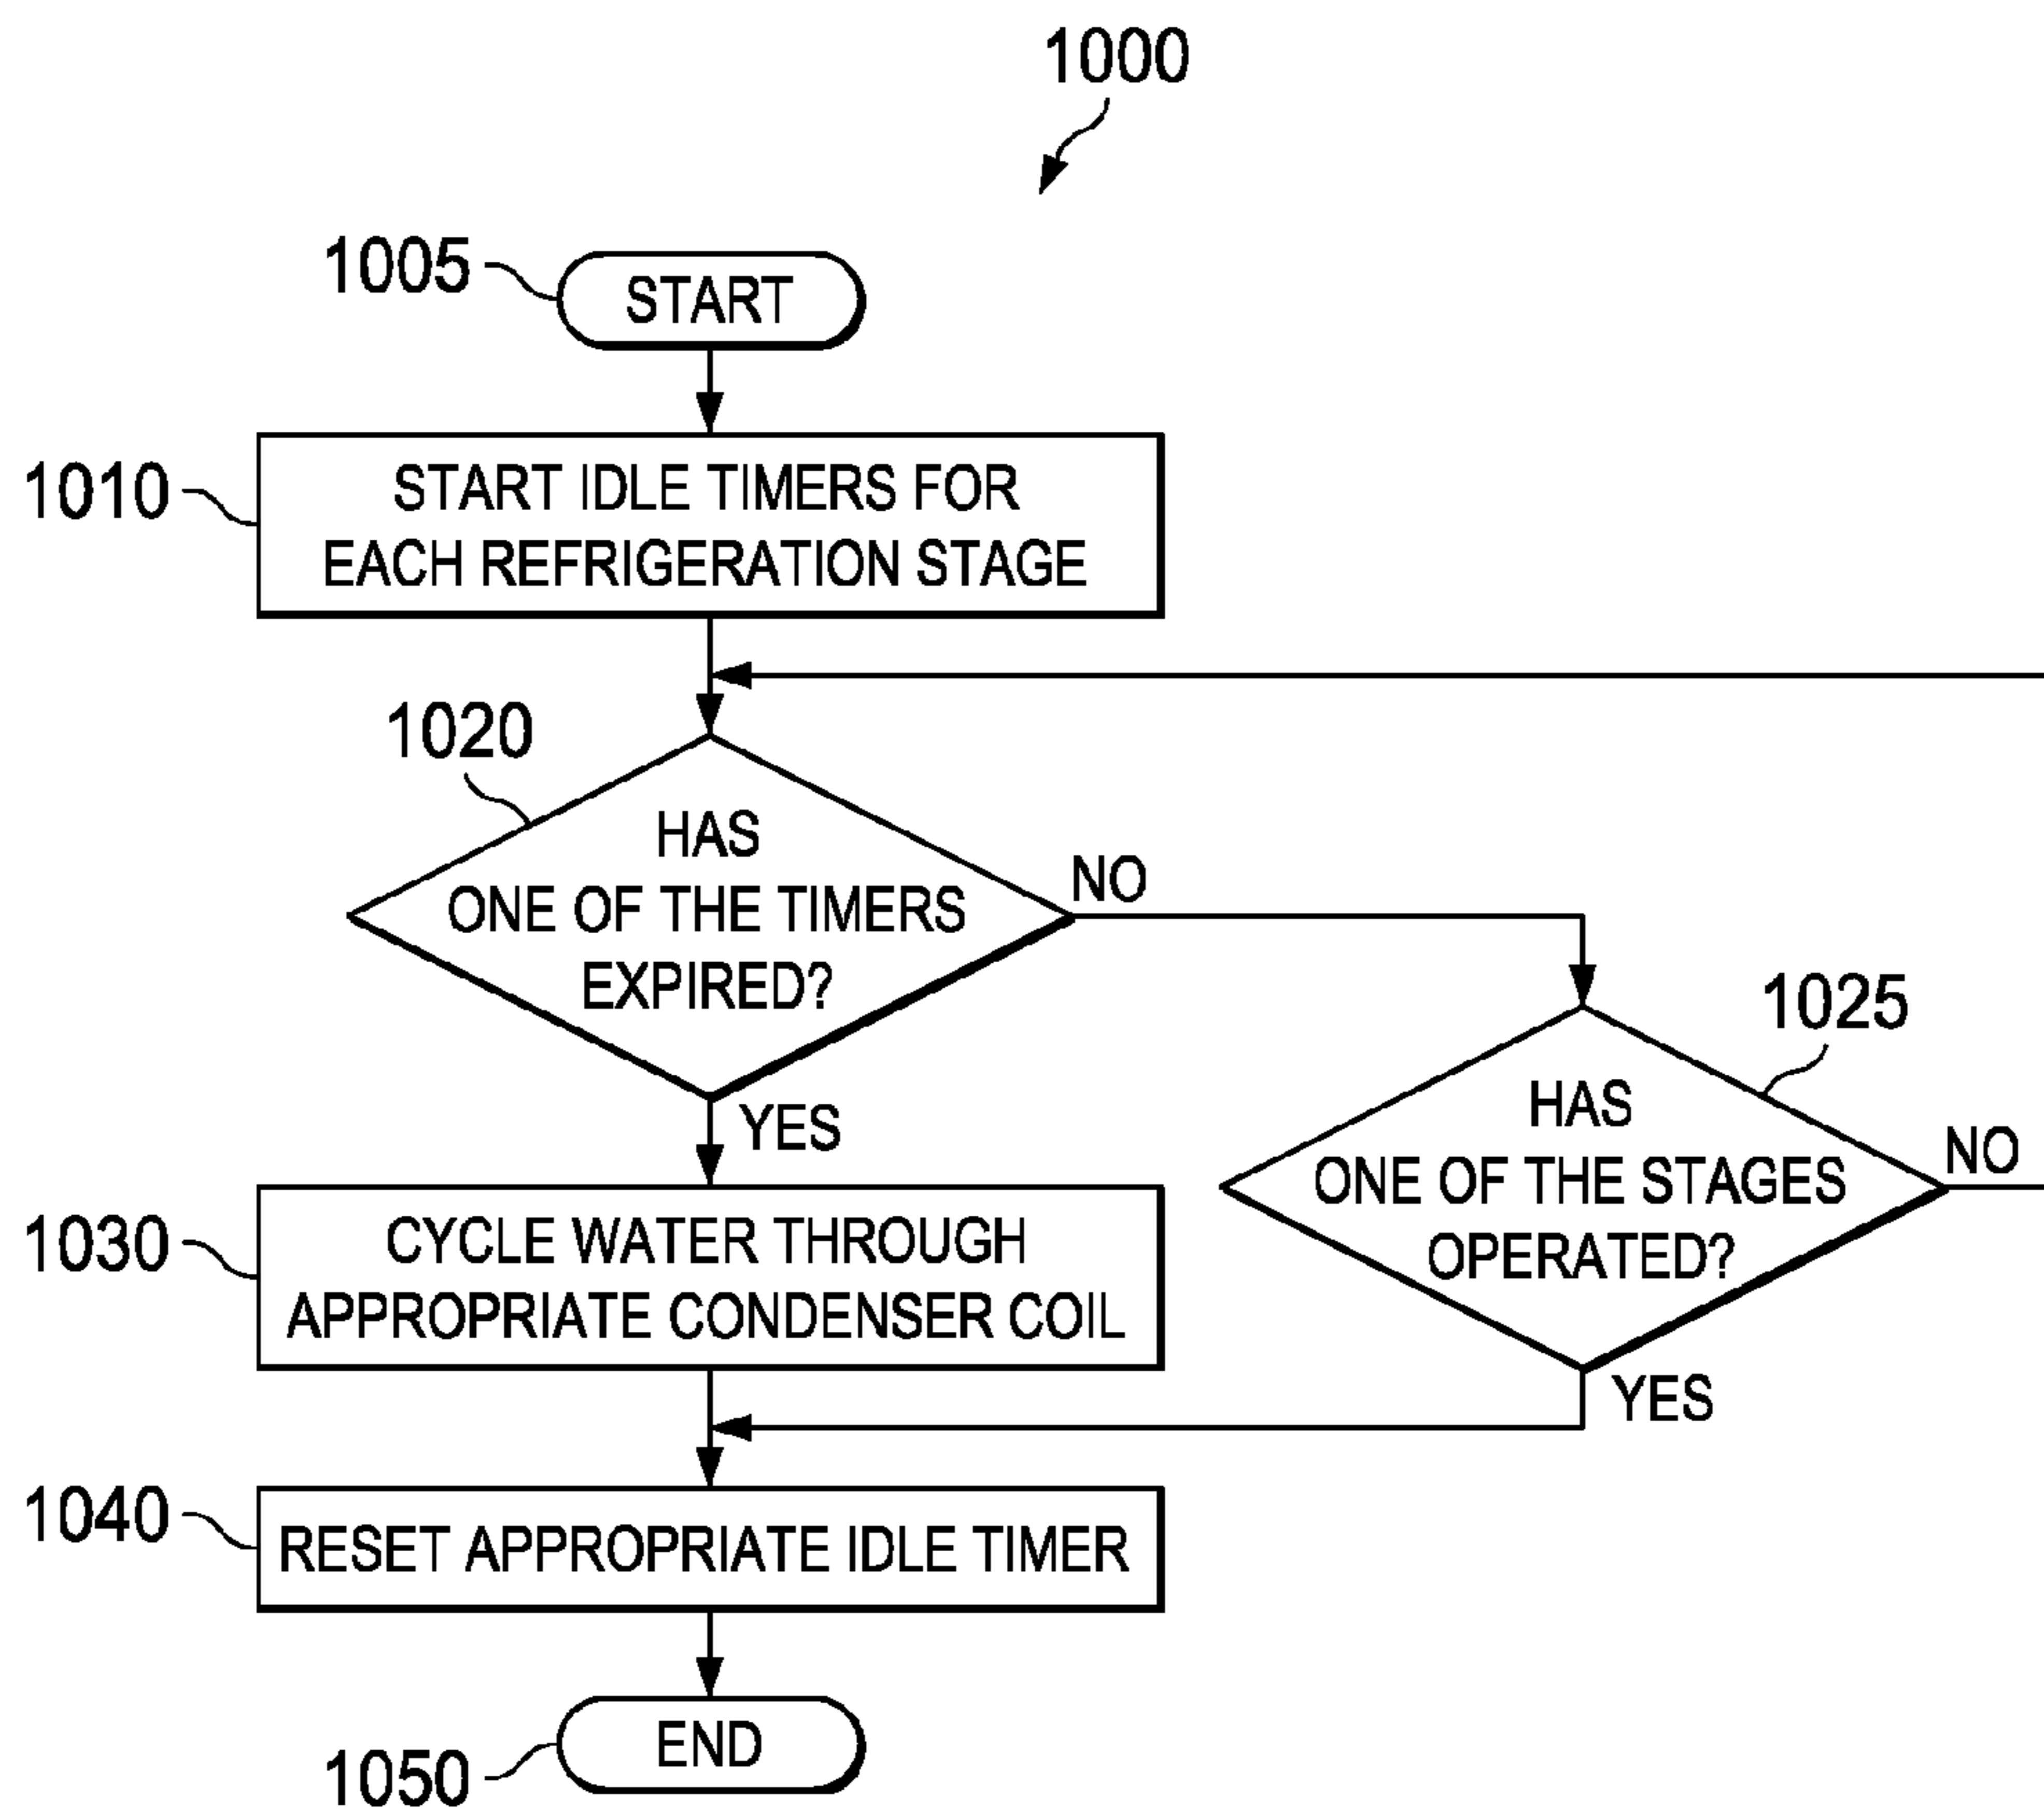 1000
1005
START
1010
START IDLE TIMERS FOR
EACH REFRIGERATION STAGE
1020
HAS
ONE OF THE TIMERS
EXPIRED?
NO
YES
1025
HAS
ONE OF THE STAGES
OPERATED?
NO
YES
1030
CYCLE WATER THROUGH
APPROPRIATE CONDENSER COIL
1040
RESET APPROPRIATE IDLE TIMER
1050
END